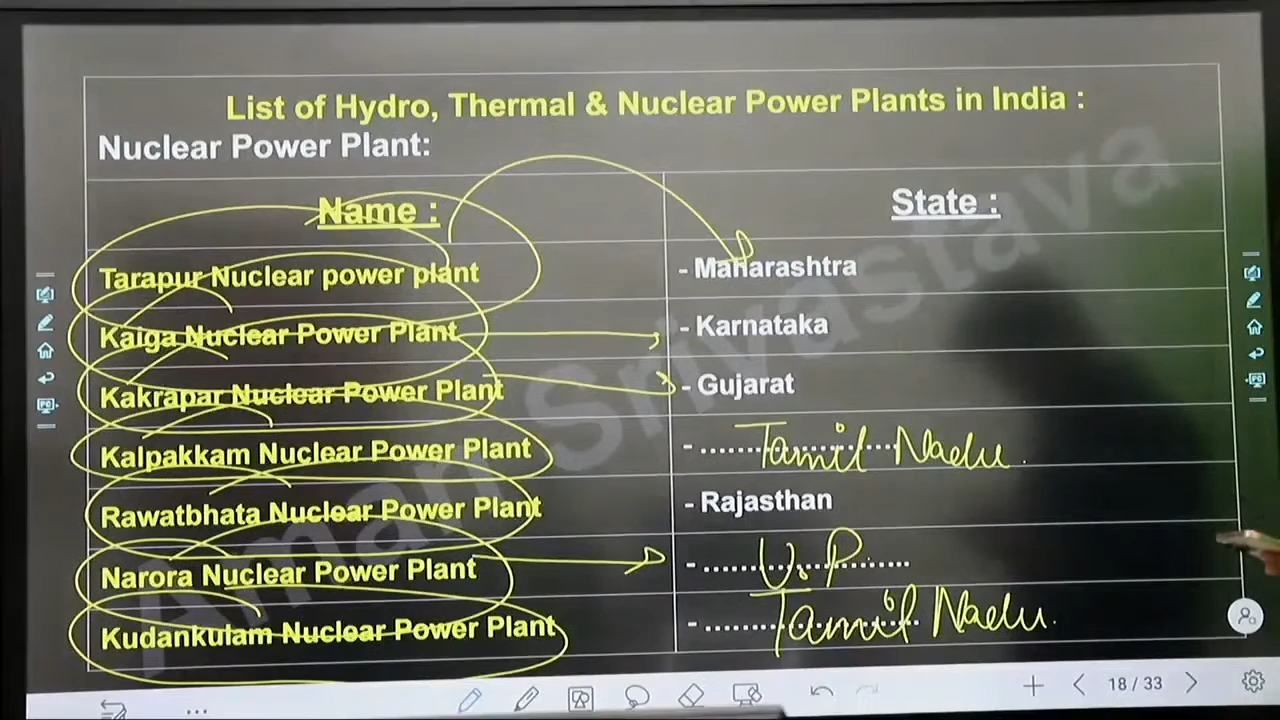 List of Hydro, Thermal & Nuclear Power Plants in India :
Nuclear Power Plant:
Name :
State :
Tarapur Nuclear power plant
- Maharashtra
Kaiga Nuclear Power Plant
- Karnataka
Kakrapar Nuclear Power Plant
- Gujarat
Kalpakkam Nuclear Power Plant
- .................. Tamil Nadu.
Rawatbhata Nuclear Power Plant
- Rajasthan
Narora Nuclear Power Plant
- .................. U.P.
Kudankulam Nuclear Power Plant
- .................. Tamil Nadu.
Aman Srivastava
18 / 33